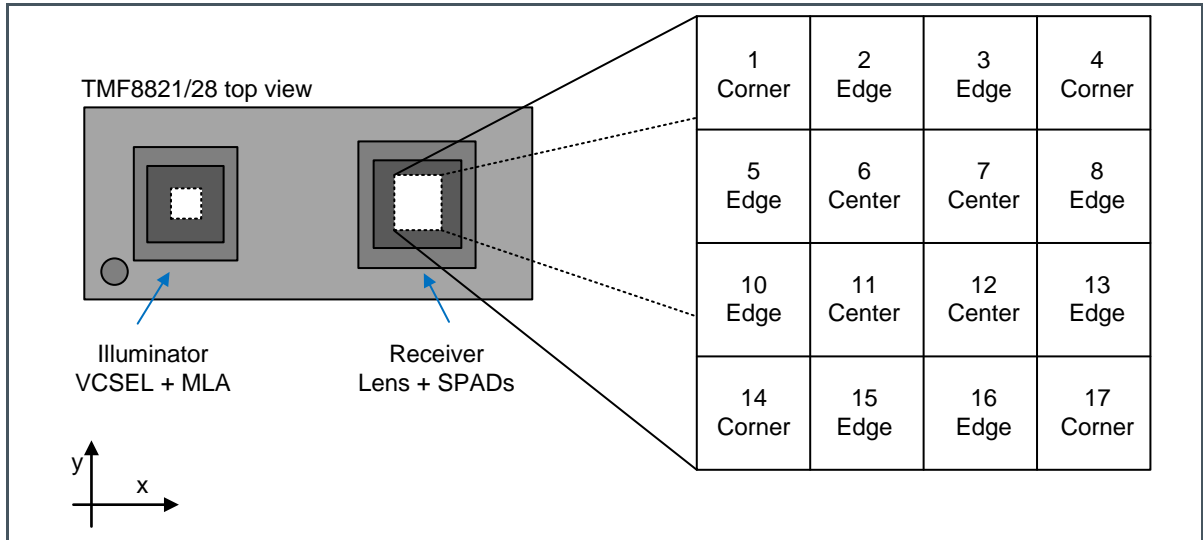 TMF8821/28 top view
Illuminator
VCSEL + MLA
Receiver
Lens + SPADs
y
x
1
Corner
2
Edge
3
Edge
4
Corner
5
Edge
6
Center
7
Center
8
Edge
10
Edge
11
Center
12
Center
13
Edge
14
Corner
15
Edge
16
Edge
17
Corner